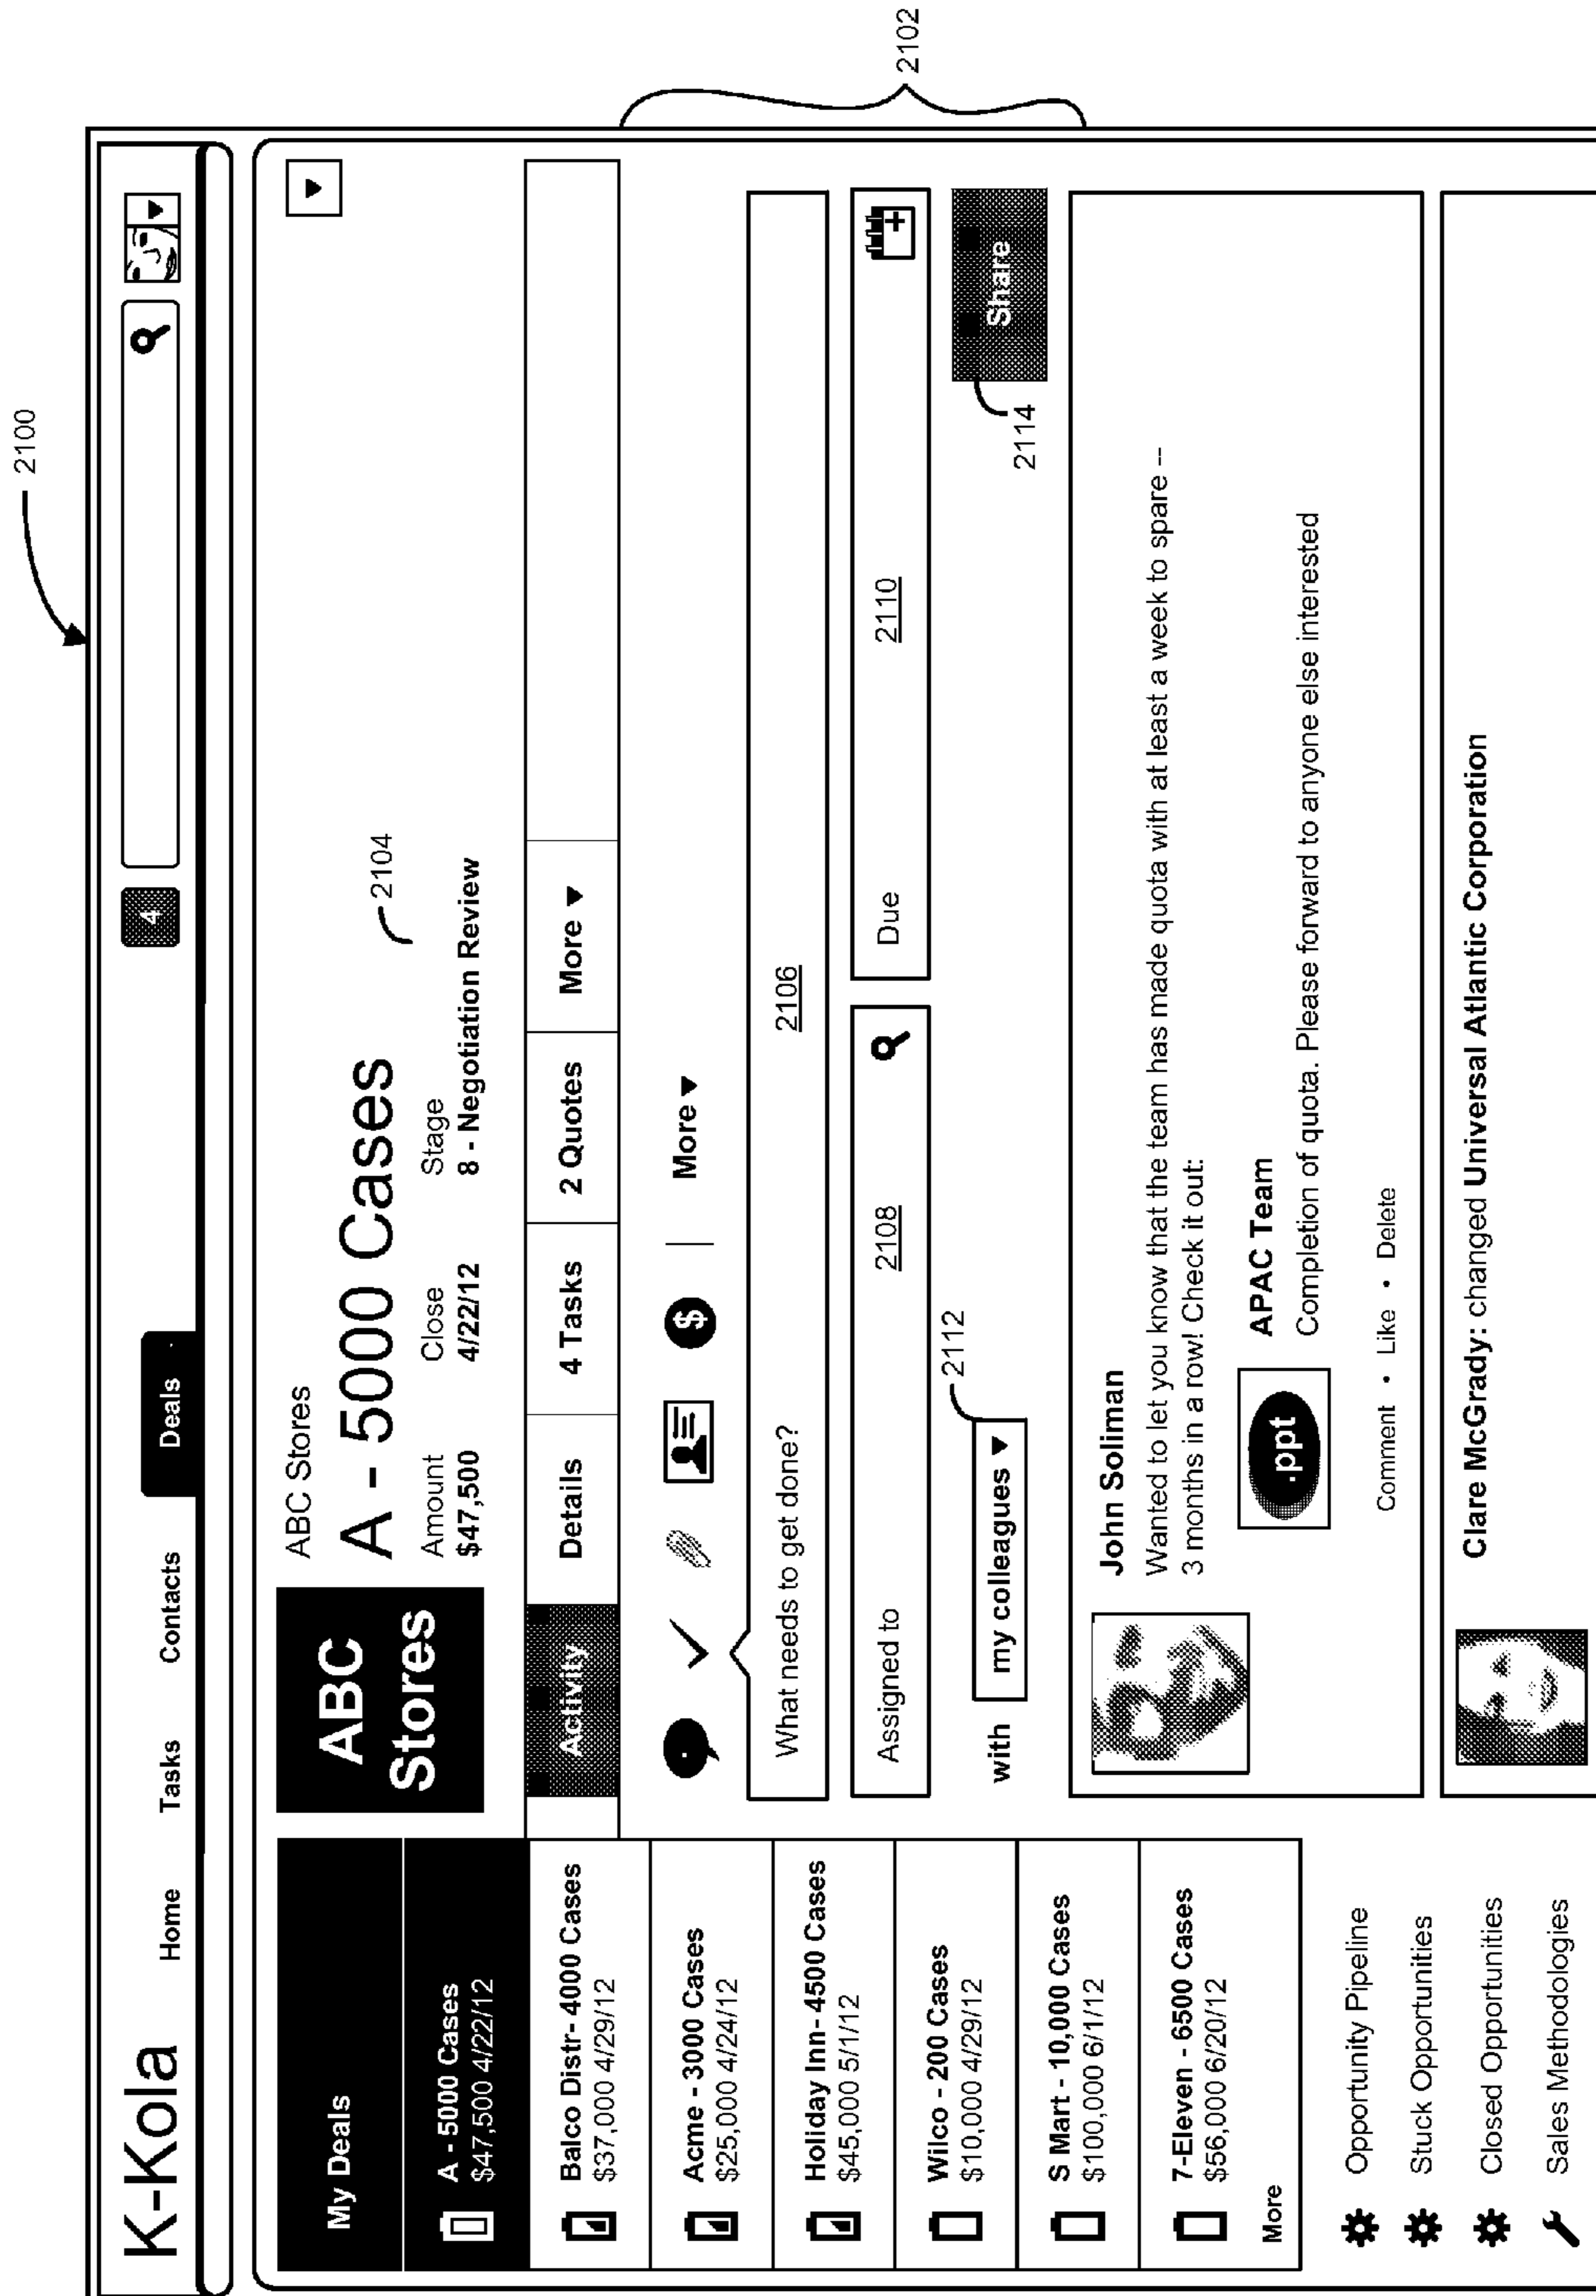 2100
K-Kola
Home Tasks Contacts Deals
4
My Deals
A - 5000 Cases
$47,500 4/22/12
Balco Distr- 4000 Cases
$37,000 4/29/12
Acme - 3000 Cases
$25,000 4/24/12
Holiday Inn- 4500 Cases
$45,000 5/1/12
Wilco - 200 Cases
$10,000 4/29/12
S Mart - 10,000 Cases
$100,000 6/1/12
7-Eleven - 6500 Cases
$56,000 6/20/12
More
Opportunity Pipeline
Stuck Opportunities
Closed Opportunities
Sales Methodologies
ABC
Stores
ABC Stores
A - 5000 Cases
2104
Amount Close Stage
$47,500 4/22/12 8 - Negotiation Review
Activity Details 4 Tasks 2 Quotes More
$ More
2102
What needs to get done? 2106
Assigned to 2108 Due 2110
2112
with my colleagues
2114
Share
John Soliman
Wanted to let you know that the team has made quota with at least a week to spare --
3 months in a row! Check it out:
.ppt
APAC Team
Completion of quota. Please forward to anyone else interested
Comment • Like • Delete
Clare McGrady: changed Universal Atlantic Corporation